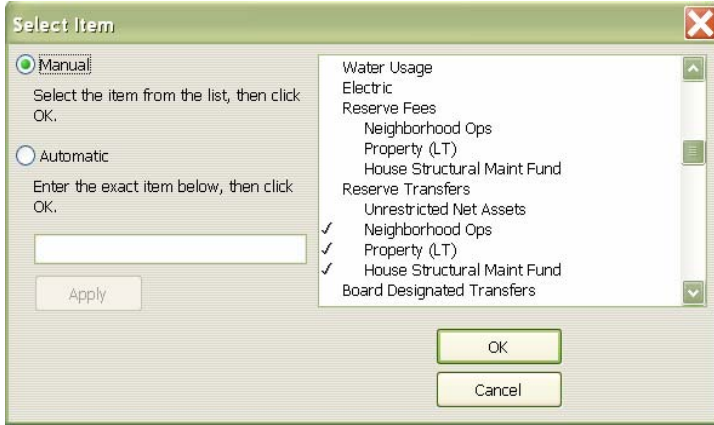 Select Item
Manual
Select the item from the list, then click
OK.
Automatic
Enter the exact item below, then click
OK.
Apply
Water Usage
Electric
Reserve Fees
Neighborhood Ops
Property (LT)
House Structural Maint Fund
Reserve Transfers
Unrestricted Net Assets
✓ Neighborhood Ops
✓ Property (LT)
✓ House Structural Maint Fund
Board Designated Transfers
OK
Cancel